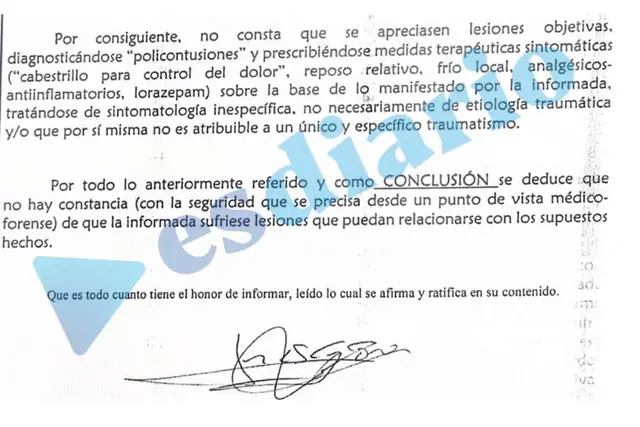 Por consiguiente, no consta que se apreciasen lesiones objetivas,
diagnosticándose "policontusiones" y prescribiéndose medidas terapéuticas sintomáticas
("cabestrillo para control del dolor", reposo relativo, frío local, analgésicos-
antiinflamatorios, lorazepam) sobre la base de lo manifestado por la informada,
tratándose de sintomatología inespecífica, no necesariamente de etiología traumática
y/o que por sí misma no es atribuible a un único y específico traumatismo.
Por todo lo anteriormente referido y como CONCLUSIÓN se deduce que
no hay constancia (con la seguridad que se precisa desde un punto de vista médico-
forense) de que la informada sufriese lesiones que puedan relacionarse con los supuestos
hechos.
Que es todo cuanto tiene el honor de informar, leído lo cual se afirma y ratifica en su contenido.
esdiario